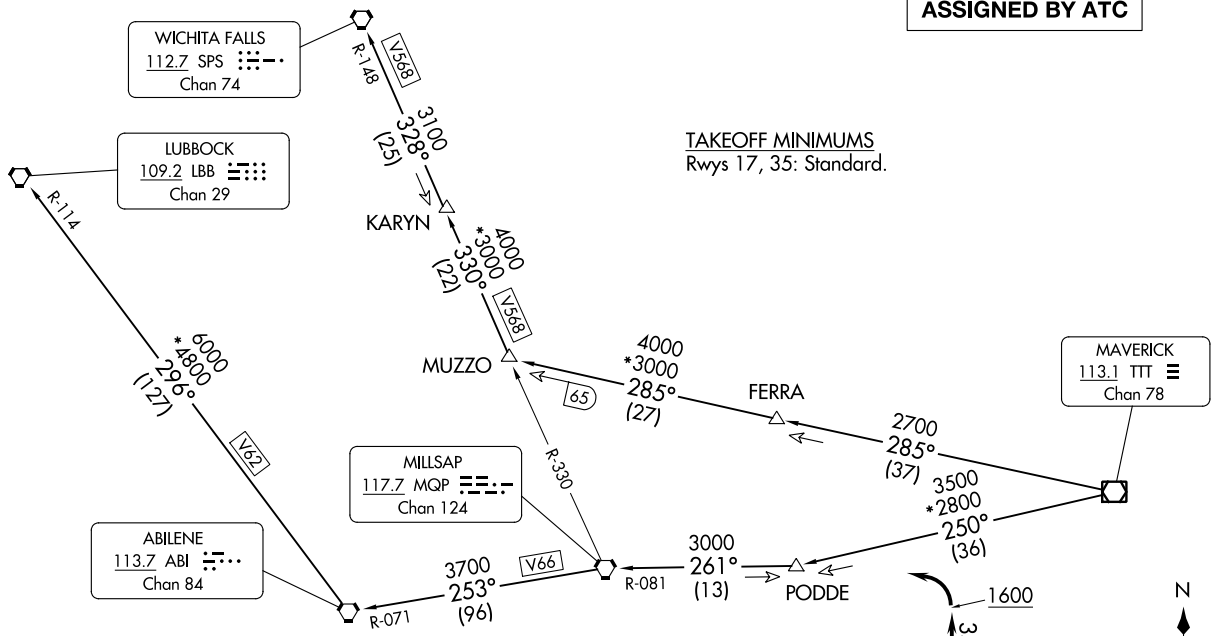 ASSIGNED BY ATC
WICHITA FALLS
112.7 SPS
Chan 74
R-148
V568
3100
328°
(25)
LUBBOCK
109.2 LBB
Chan 29
TAKEOFF MINIMUMS
Rwys 17, 35: Standard.
R-114
KARYN
4000
*3000
330°
(22)
V568
6000
*4800
296°
(127)
V62
MUZZO
4000
*3000
285°
(27)
65
FERRA
MAVERICK
113.1 TTT
Chan 78
2700
285°
(37)
R-330
MILLSAP
117.7 MQP
Chan 124
3500
*2800
250°
(36)
ABILENE
113.7 ABI
Chan 84
3700
253°
(96)
V66
R-071
3000
261°
(13)
R-081
PODDE
1600
3
N